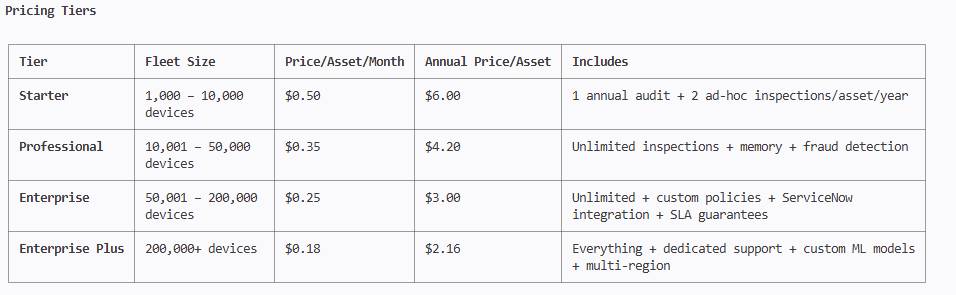 Pricing Tiers
Tier Fleet Size Price/Asset/Month Annual Price/Asset Includes
Starter 1,000 – 10,000 $0.50 $6.00 1 annual audit + 2 ad-hoc inspections/asset/year
devices
Professional 10,001 – 50,000 $0.35 $4.20 Unlimited inspections + memory + fraud detection
devices
Enterprise 50,001 – 200,000 $0.25 $3.00 Unlimited + custom policies + ServiceNow
devices integration + SLA guarantees
Enterprise Plus 200,000+ devices $0.18 $2.16 Everything + dedicated support + custom ML models
+ multi-region